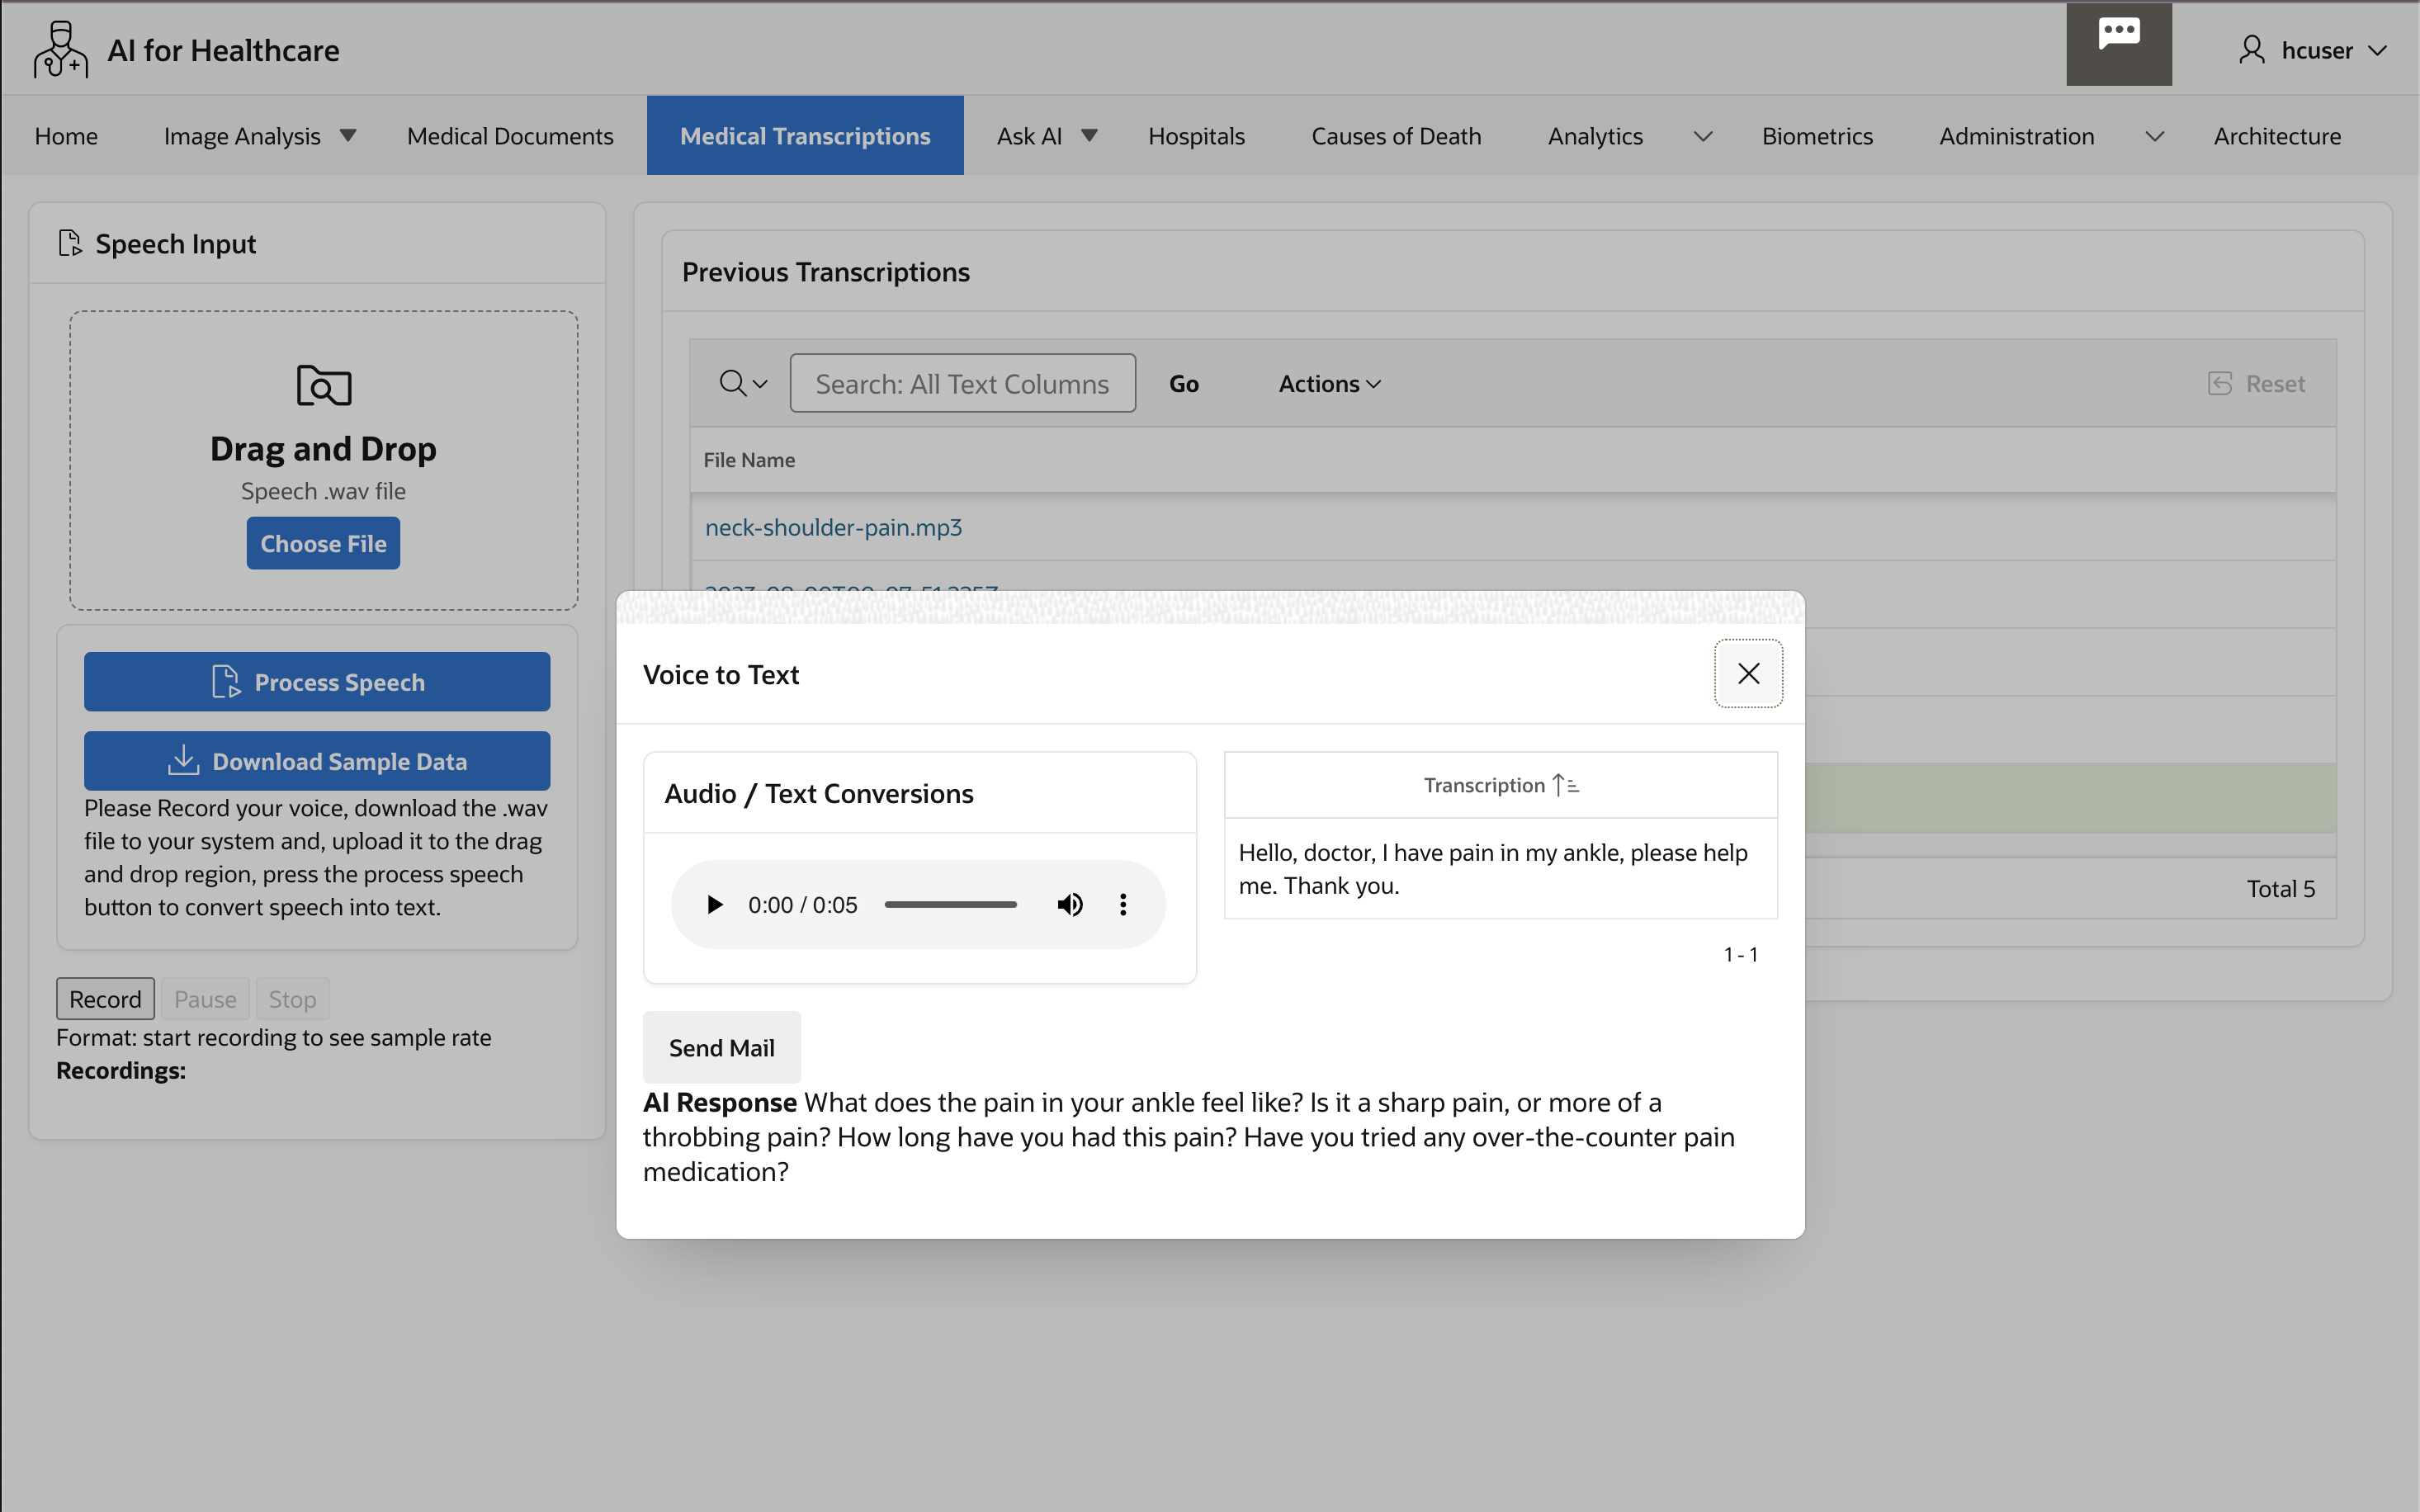 AI for Healthcare
hcuser
Home Image Analysis Medical Documents Medical Transcriptions Ask AI Hospitals Causes of Death Analytics Biometrics Administration Architecture
Speech Input
Drag and Drop
Speech .wav file
Choose File
Process Speech
Download Sample Data
Please Record your voice, download the .wav
file to your system and, upload it to the drag
and drop region, press the process speech
button to convert speech into text.
Record Pause Stop
Format: start recording to see sample rate
Recordings:
Previous Transcriptions
Search: All Text Columns Go Actions Reset
File Name
neck-shoulder-pain.mp3
Total 5
Voice to Text
Audio / Text Conversions
0:00 / 0:05
Transcription
Hello, doctor, I have pain in my ankle, please help
me. Thank you.
1 - 1
Send Mail
AI Response What does the pain in your ankle feel like? Is it a sharp pain, or more of a
throbbing pain? How long have you had this pain? Have you tried any over-the-counter pain
medication?